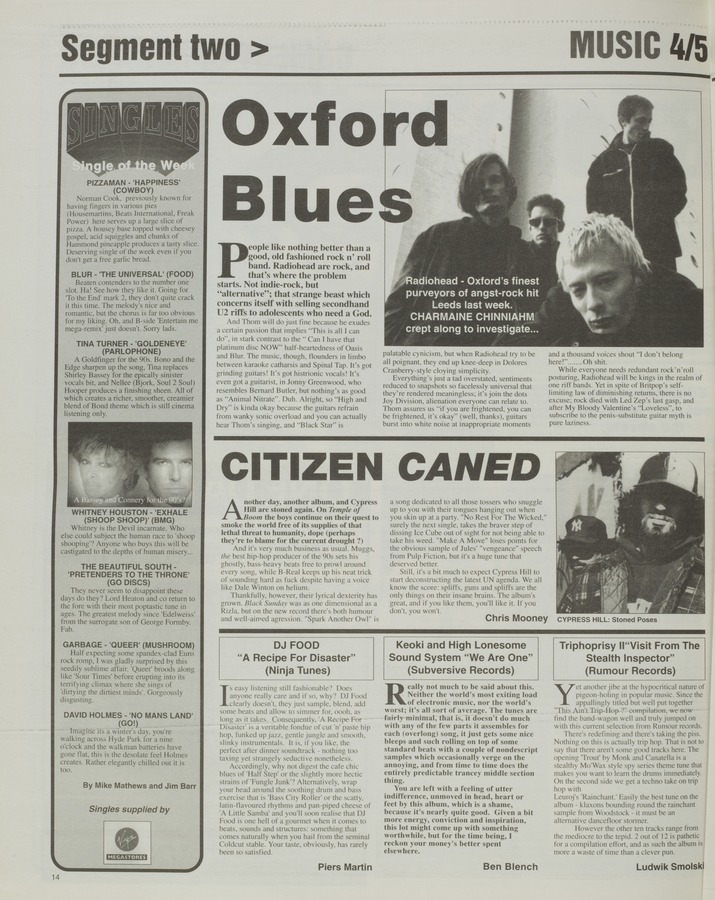 Segment two >
MUSIC 4/5
SINGLES
Single of the Week
PIZZAMAN - 'HAPPINESS'
(COWBOY)
Norman Cook, previously known for
having fingers in various pies
(Housemartins, Beats International, Freak
Power) here serves up a large slice of
pizza. A housey base topped with cheesey
gospel, acid squiggles and chunks of
Hammond pineapple produces a tasty slice.
Deserving single of the week even if you
don't get a free garlic bread.
BLUR - 'THE UNIVERSAL' (FOOD)
Beaten contenders to the number one
slot. Ha! See how they like it. Going for
'To the End' mark 2, they don't quite crack
it this time. The melody's nice and
romantic, but the chorus is far too obvious
for my liking. Oh, and B-side 'Entertain me
mega-remix' just doesn't. Sorry lads.
TINA TURNER - 'GOLDENEYE'
(PARLOPHONE)
A Goldfinger for the 90s. Bono and the
Edge sharpen up the song, Tina replaces
Shirley Bassey for the epically sinister
vocals bit, and Nellee (Bjork, Soul 2 Soul)
Hooper produces a finishing sheen. All of
which creates a richer, smoother, creamier
blend of Bond theme which is still cinema
listening only.
A Bassey and Connery for the 90's?
WHITNEY HOUSTON - 'EXHALE
(SHOOP SHOOP)' (BMG)
Whitney is the Devil incarnate. Who
else could subject the human race to 'shoop
shooping'? Anyone who buys this will be
castigated to the depths of human misery...
THE BEAUTIFUL SOUTH -
'PRETENDERS TO THE THRONE'
(GO DISCS)
They never seem to disappoint these
days do they? Lord Heaton and co return to
the fore with their most poptastic tune in
ages. The greatest melody since 'Edelweiss'
from the surrogate son of George Formby.
Fab.
GARBAGE - 'QUEER' (MUSHROOM)
Half expecting some spandex-clad Euro
rock romp, I was gladly surprised by this
seedily sublime affair. 'Queer' broods along
like 'Sour Times' before erupting into its
terrifying climax where she sings of
'dirtying the dirtiest minds'. Gorgeously
disgusting.
DAVID HOLMES - 'NO MANS LAND'
(GO!)
Imagine its a winter's day, you're
walking across Hyde Park for a nine
o'clock and the walkman batteries have
gone flat, this is the desolate feel Holmes
creates. Rather elegantly chilled out it is
too.
By Mike Mathews and Jim Barr
Singles supplied by
Virgin
MEGASTORES
14
Oxford
Blues
People like nothing better than a
good, old fashioned rock n' roll
band. Radiohead are rock, and
that's where the problem
starts. Not indie-rock, but
"alternative"; that strange beast which
concerns itself with selling secondhand
U2 riffs to adolescents who need a God.
And Thom will do just fine because he exudes
a certain passion that implies "This is all I can
do", in stark contrast to the " Can I have that
platinum disc NOW" half-heartedness of Oasis
and Blur. The music, though, flounders in limbo
between karaoke catharsis and Spinal Tap. It's got
grinding guitars! It's got histrionic vocals! It's
even got a guitarist, in Jonny Greenwood, who
resembles Bernard Butler, but nothing's as good
as "Animal Nitrate". Duh. Alright, so "High and
Dry" is kinda okay because the guitars refrain
from wanky sonic overload and you can actually
hear Thom's singing, and "Black Star" is
Radiohead - Oxford's finest
purveyors of angst-rock hit
Leeds last week.
CHARMAINE CHINNIAHM
crept along to investigate...
palatable cynicism, but when Radiohead try to be
all poignant, they end up knee-deep in Dolores
Cranberry-style cloying simplicity.
Everything's just a tad overstated, sentiments
reduced to snapshots so facelessly universal that
they're rendered meaningless; it's join the dots
Joy Division, alienation everyone can relate to.
Thom assures us "if you are frightened, you can
be frightened, it's okay" (well, thanks), guitars
burst into white noise at inappropriate moments
and a thousand voices shout "I don't belong
here!".......Oh shit.
While everyone needs redundant rock'n'roll
posturing, Radiohead will be kings in the realm of
one riff bands. Yet in spite of Britpop's self-
limiting law of diminishing returns, there is no
excuse; rock died with Led Zep's last gasp, and
after My Bloody Valentine's "Loveless", to
subscribe to the penis-substitute guitar myth is
pure laziness.
CITIZEN CANED
Another day, another album, and Cypress
Hill are stoned again. On Temple of
Boom the boys continue on their quest to
smoke the world free of its supplies of that
lethal threat to humanity, dope (perhaps
they're to blame for the current drought ?)
And it's very much business as usual. Muggs,
the best hip-hop producer of the 90s sets his
ghostly, bass-heavy beats free to prowl around
every song, while B-Real keeps up his neat trick
of sounding hard as fuck despite having a voice
like Dale Winton on helium.
Thankfully, however, their lyrical dexterity has
grown. Black Sunday was as one dimensional as a
Rizla, but on the new record there's both humour
and well-aimed agression. "Spark Another Owl" is
a song dedicated to all those tossers who snuggle
up to you with their tongues hanging out when
you skin up at a party. "No Rest For The Wicked,"
surely the next single, takes the braver step of
dissing Ice Cube out of sight for not being able to
take his weed. "Make A Move" loses points for
the obvious sample of Jules' "vengeance" speech
from Pulp Fiction, but it's a huge tune that
deserved better.
Still, it's a bit much to expect Cypress Hill to
start deconstructing the latest UN agenda. We all
know the score: spliffs, guns and spliffs are the
only things on their insane brains. The album's
great, and if you like them, you'll like it. If you
don't, you won't.
Chris Mooney
CYPRESS HILL: Stoned Poses
DJ FOOD
"A Recipe For Disaster"
(Ninja Tunes)
Is easy listening still fashionable? Does
anyone really care and if so, why? DJ Food
clearly doesn't, they just sample, blend, add
some beats and allow to simmer for, oooh, as
long as it takes. Consequently, 'A Recipe For
Disaster' is a veritable fondue of cut 'n' paste hip
hop, funked up jazz, gentle jungle and smooth,
slinky instrumentals. It is, if you like, the
perfect after dinner soundtrack - nothing too
taxing yet strangely seductive nonetheless.
Accordingly, why not digest the cafe chic
blues of 'Half Step' or the slightly more hectic
strains of 'Fungle Junk'? Alternatively, wrap
your head around the soothing drum and bass
exercise that is 'Bass City Roller' or the scatty,
latin-flavoured rhythms and pan-piped cheese of
'A Little Samba' and you'll soon realise that DJ
Food is one hell of a gourmet when it comes to
beats, sounds and structures: something that
comes naturally when you hail from the seminal
Coldcut stable. Your taste, obviously, has rarely
been so satisfied.
Piers Martin
Keoki and High Lonesome
Sound System "We Are One"
(Subversive Records)
Really not much to be said about this.
Neither the world's most exiting load
of electronic music, nor the world's
worst; it's all sort of average. The tunes are
fairly-minimal, that is, it doesn't do much
with any of the few parts it assembles for
each (overlong) song, it just gets some nice
bleeps and such rolling on top of some
standard beats with a couple of nondescript
samples which occasionally verge on the
annoying, and from time to time does the
entirely predictable trancey middle section
thing.
You are left with a feeling of utter
indifference, unmoved in head, heart or
feet by this album, which is a shame,
because it's nearly quite good. Given a bit
more energy, conviction and inspiration,
this lot might come up with something
worthwhile, but for the time being, I
reckon your money's better spent
elsewhere.
Ben Blench
Triphoprisy II"Visit From The
Stealth Inspector"
(Rumour Records)
Yet another jibe at the hypocritical nature of
pigeon-holing in popular music. Since the
appallingly titled but well put together
"This Ain't Trip-Hop ?" compilation, we now
find the band-wagon well and truly jumped on
with this current selection from Rumour records.
There's redefining and there's taking the piss.
Nothing on this is actually trip hop. That is not to
say that there aren't some good tracks here. The
opening 'Trout' by Monk and Canatella is a
stealthy Mo'Wax style spy series theme tune that
makes you want to learn the drums immediately.
On the second side we get a techno take on trip
hop with
Lezuoj's 'Rainchant.' Easily the best tune on the
album - klaxons bounding round the rainchant
sample from Woodstock - it must be an
alternative dancefloor stormer.
However the other ten tracks range from
the mediocre to the tepid. 2 out of 12 is pathetic
for a compilation effort, and as such the album is
more a waste of time than a clever pun.
Ludwik Smolski